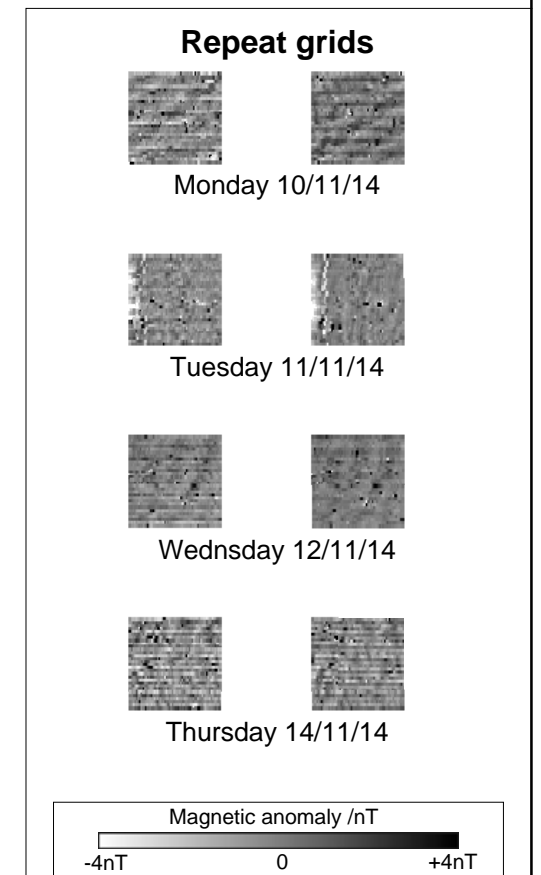 Repeat grids
Monday 10/11/14
Tuesday 11/11/14
Wednsday 12/11/14
Thursday 14/11/14
Magnetic anomaly /nT
-4nT 0 +4nT